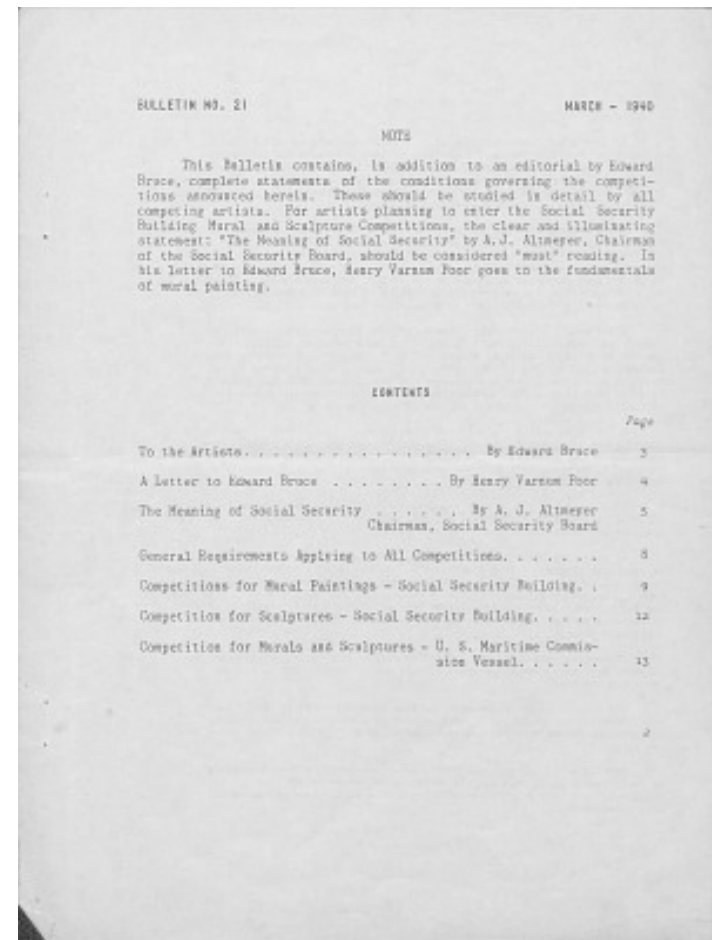 BULLETIN NO. 21 MARCH - 1940
NOTE
This Bulletin contains, in addition to an editorial by Edward
Bruce, complete statements of the conditions governing the competi-
tions announced herein. These should be studied in detail by all
competing artists. For artists planning to enter the Social Security
Building Mural and Sculpture Competitions, the clear and illuminating
statement: "The Meaning of Social Security" by A.J. Altmeyer, Chairman
of the Social Security Board, should be considered "must" reading. In
his letter to Edward Bruce, Henry Varnum Poor goes to the fundamentals
of mural painting.
CONTENTS
Page
To the Artists. . . . . . . . . . . . . . . . By Edward Bruce 3
A Letter to Edward Bruce . . . . . . . . By Henry Varnum Poor 4
The Meaning of Social Security . . . . . . By A. J. Altmeyer 5
Chairman, Social Security Board
General Requirements Applying to All Competitions. . . . . . . 8
Competitions for Mural Paintings - Social Security Building. . 9
Competition for Sculptures - Social Security Building. . . . . 12
Competition for Murals and Sculptures - U. S. Maritime Commis-
sion Vessel. . . . . . 13
2